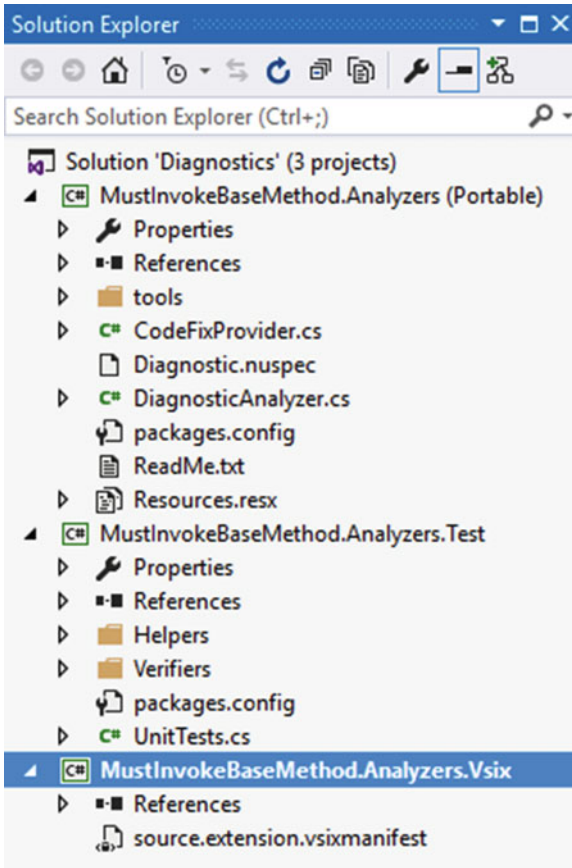 Solution Explorer
Search Solution Explorer (Ctrl+;)
Solution 'Diagnostics' (3 projects)
C# MustInvokeBaseMethod.Analyzers (Portable)
Properties
References
tools
C# CodeFixProvider.cs
Diagnostic.nuspec
C# DiagnosticAnalyzer.cs
packages.config
ReadMe.txt
Resources.resx
C# MustInvokeBaseMethod.Analyzers.Test
Properties
References
Helpers
Verifiers
packages.config
C# UnitTests.cs
C# MustInvokeBaseMethod.Analyzers.Vsix
References
source.extension.vsixmanifest